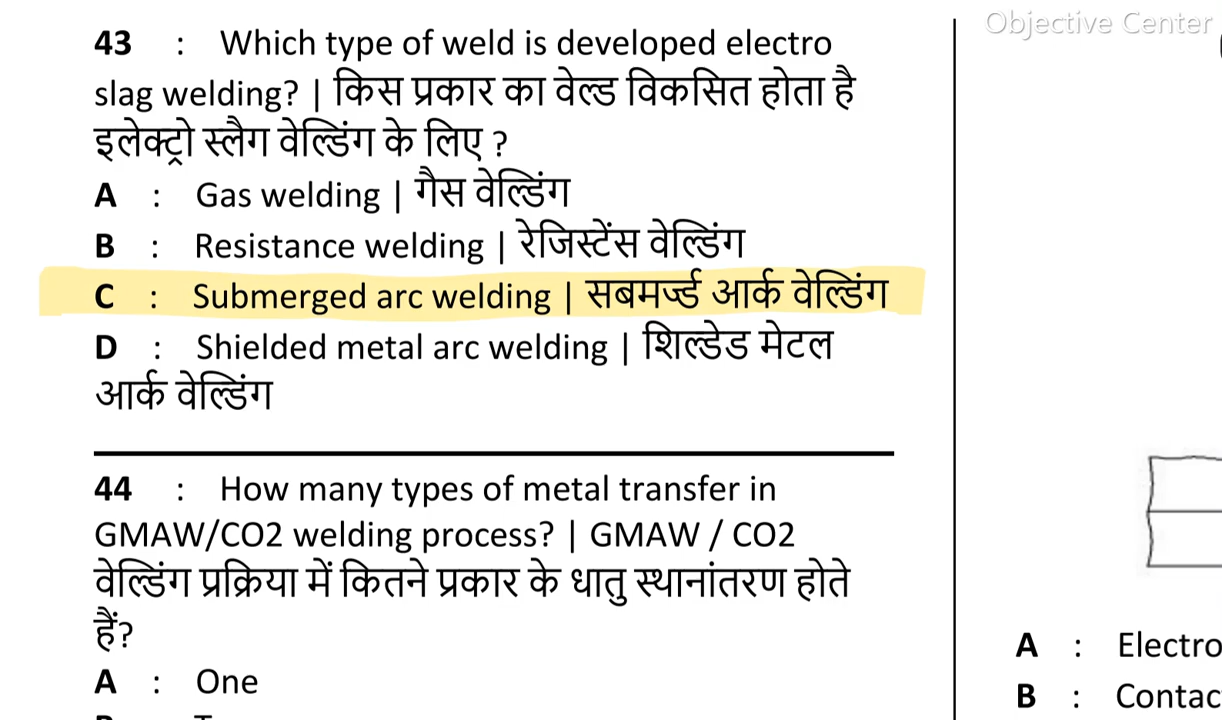 Objective Center
43 : Which type of weld is developed electro
slag welding? | किस प्रकार का वेल्ड विकसित होता है
इलेक्ट्रो स्लैग वेल्डिंग के लिए ?
A : Gas welding | गैस वेल्डिंग
B : Resistance welding | रेजिस्टेंस वेल्डिंग
C : Submerged arc welding | सबमर्ज्ड आर्क वेल्डिंग
D : Shielded metal arc welding | शिल्डेड मेटल
आर्क वेल्डिंग
44 : How many types of metal transfer in
GMAW/CO2 welding process? | GMAW / CO2
वेल्डिंग प्रक्रिया में कितने प्रकार के धातु स्थानांतरण होते
हैं?
A : One
A : Electro
B : Contac